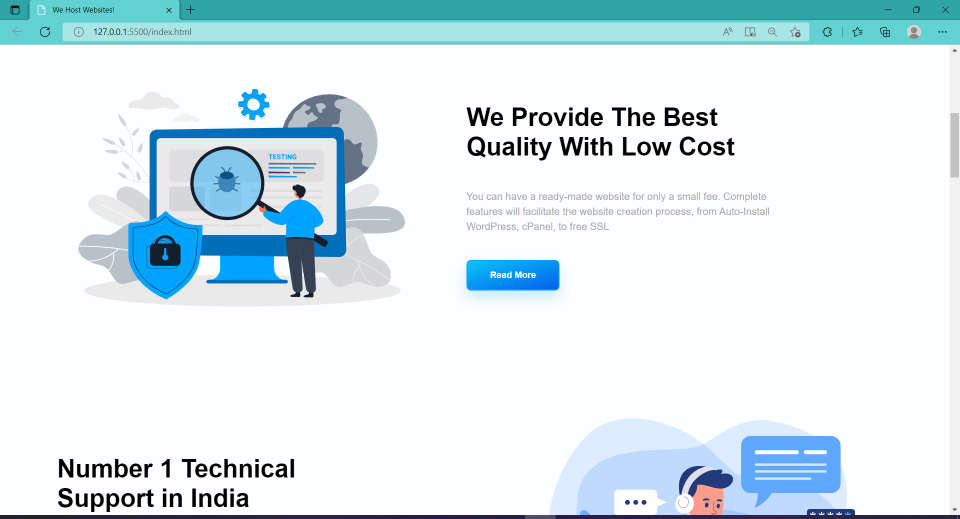 We Host Websites!
127.0.0.1:5500/index.html
TESTING
We Provide The Best
Quality With Low Cost
You can have a ready-made website for only a small fee. Complete
features will facilitate the website creation process, from Auto-Install
WordPress, cPanel, to free SSL
Read More
Number 1 Technical
Support in India